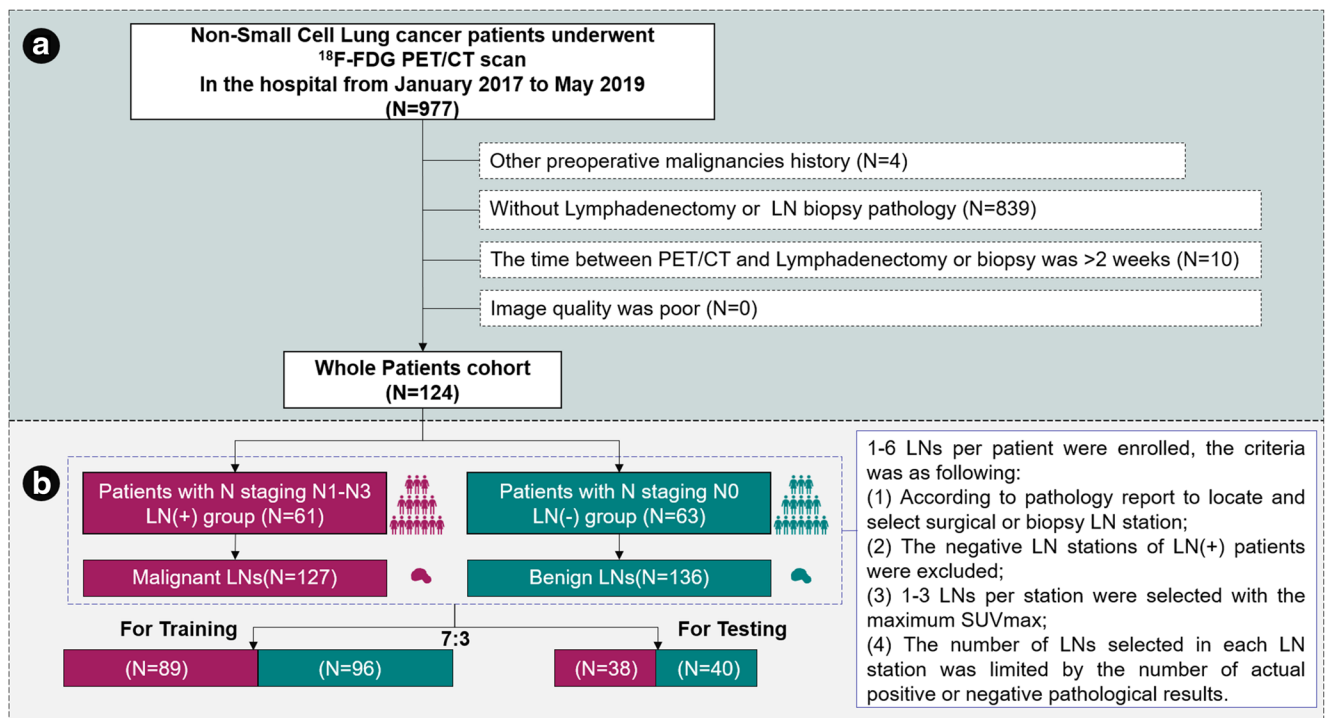 a
Non-Small Cell Lung cancer patients underwent
¹⁸F-FDG PET/CT scan
In the hospital from January 2017 to May 2019
(N=977)
Other preoperative malignancies history (N=4)
Without Lymphadenectomy or LN biopsy pathology (N=839)
The time between PET/CT and Lymphadenectomy or biopsy was >2 weeks (N=10)
Image quality was poor (N=0)
Whole Patients cohort
(N=124)
b
Patients with N staging N1-N3
LN(+) group (N=61)
Patients with N staging N0
LN(-) group (N=63)
Malignant LNs(N=127)
Benign LNs(N=136)
For Training
7:3
For Testing
(N=89)
(N=96)
(N=38)
(N=40)
1-6 LNs per patient were enrolled, the criteria
was as following:
(1) According to pathology report to locate and
select surgical or biopsy LN station;
(2) The negative LN stations of LN(+) patients
were excluded;
(3) 1-3 LNs per station were selected with the
maximum SUVmax;
(4) The number of LNs selected in each LN
station was limited by the number of actual
positive or negative pathological results.